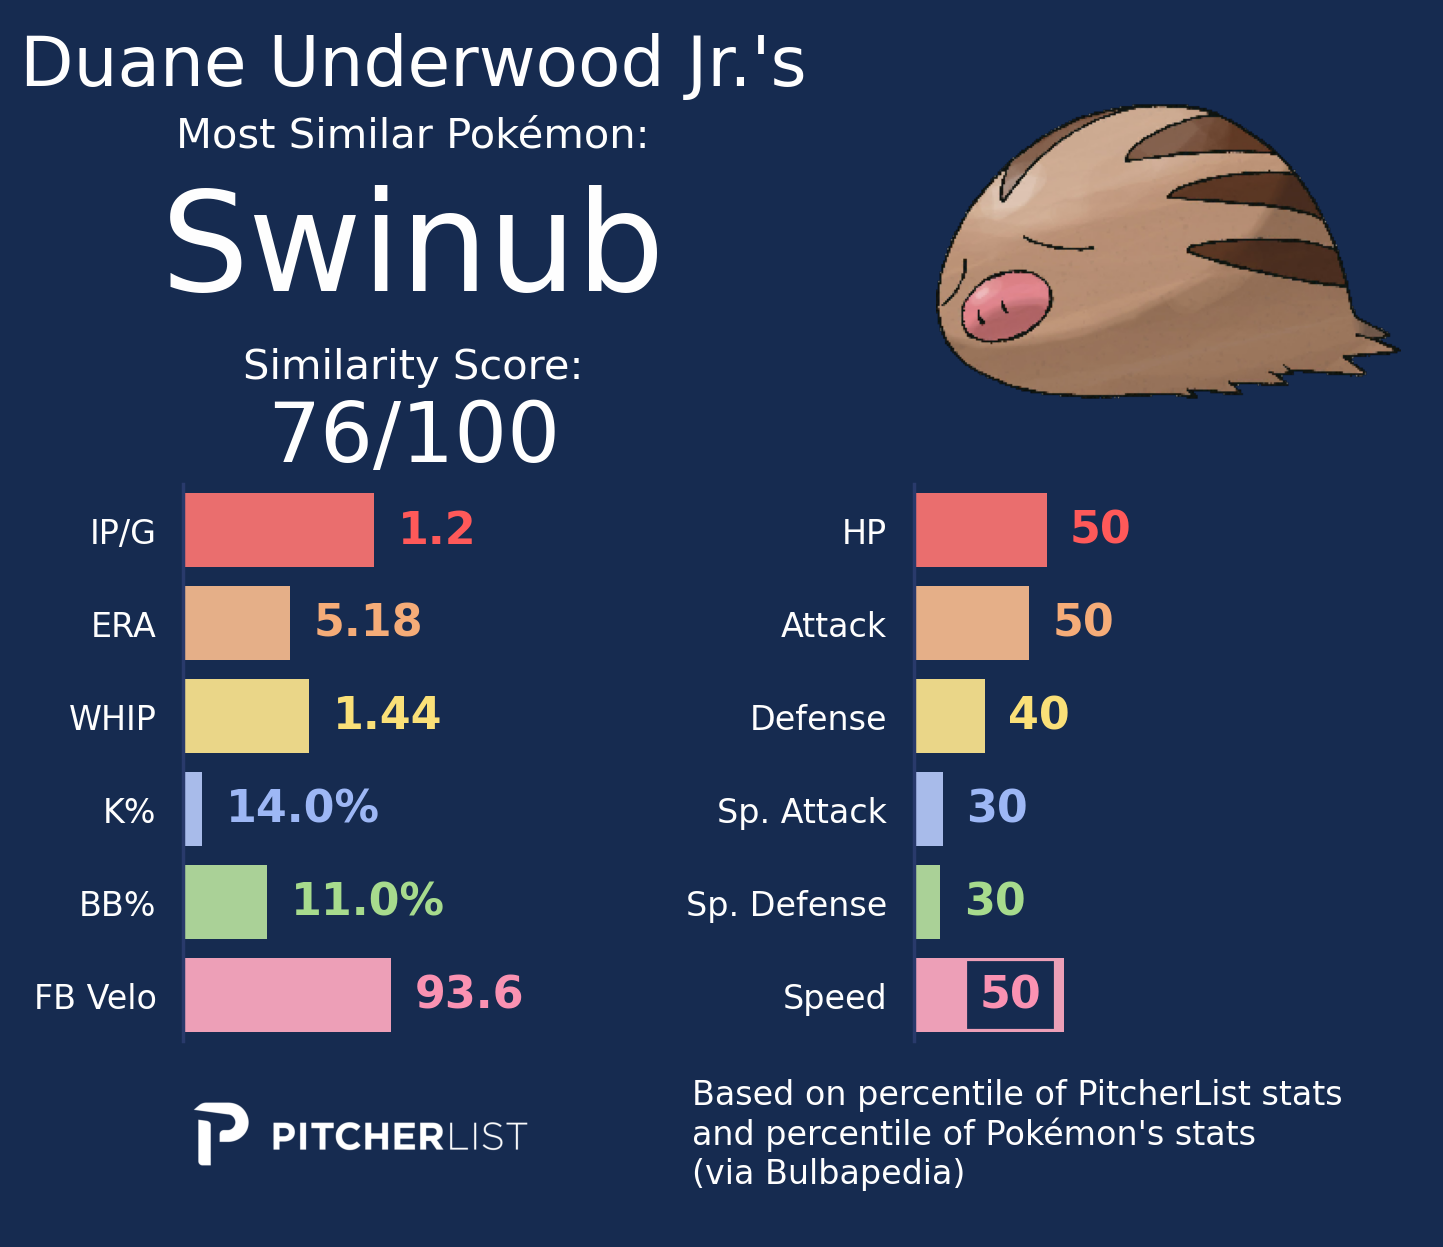 Duane Underwood Jr.'s
Most Similar Pokémon:
Swinub
Similarity Score:
76/100
IP/G 1.2
ERA 5.18
WHIP 1.44
K% 14.0%
BB% 11.0%
FB Velo 93.6
HP 50
Attack 50
Defense 40
Sp. Attack 30
Sp. Defense 30
Speed 50
PITCHERLIST
Based on percentile of PitcherList stats
and percentile of Pokémon's stats
(via Bulbapedia)